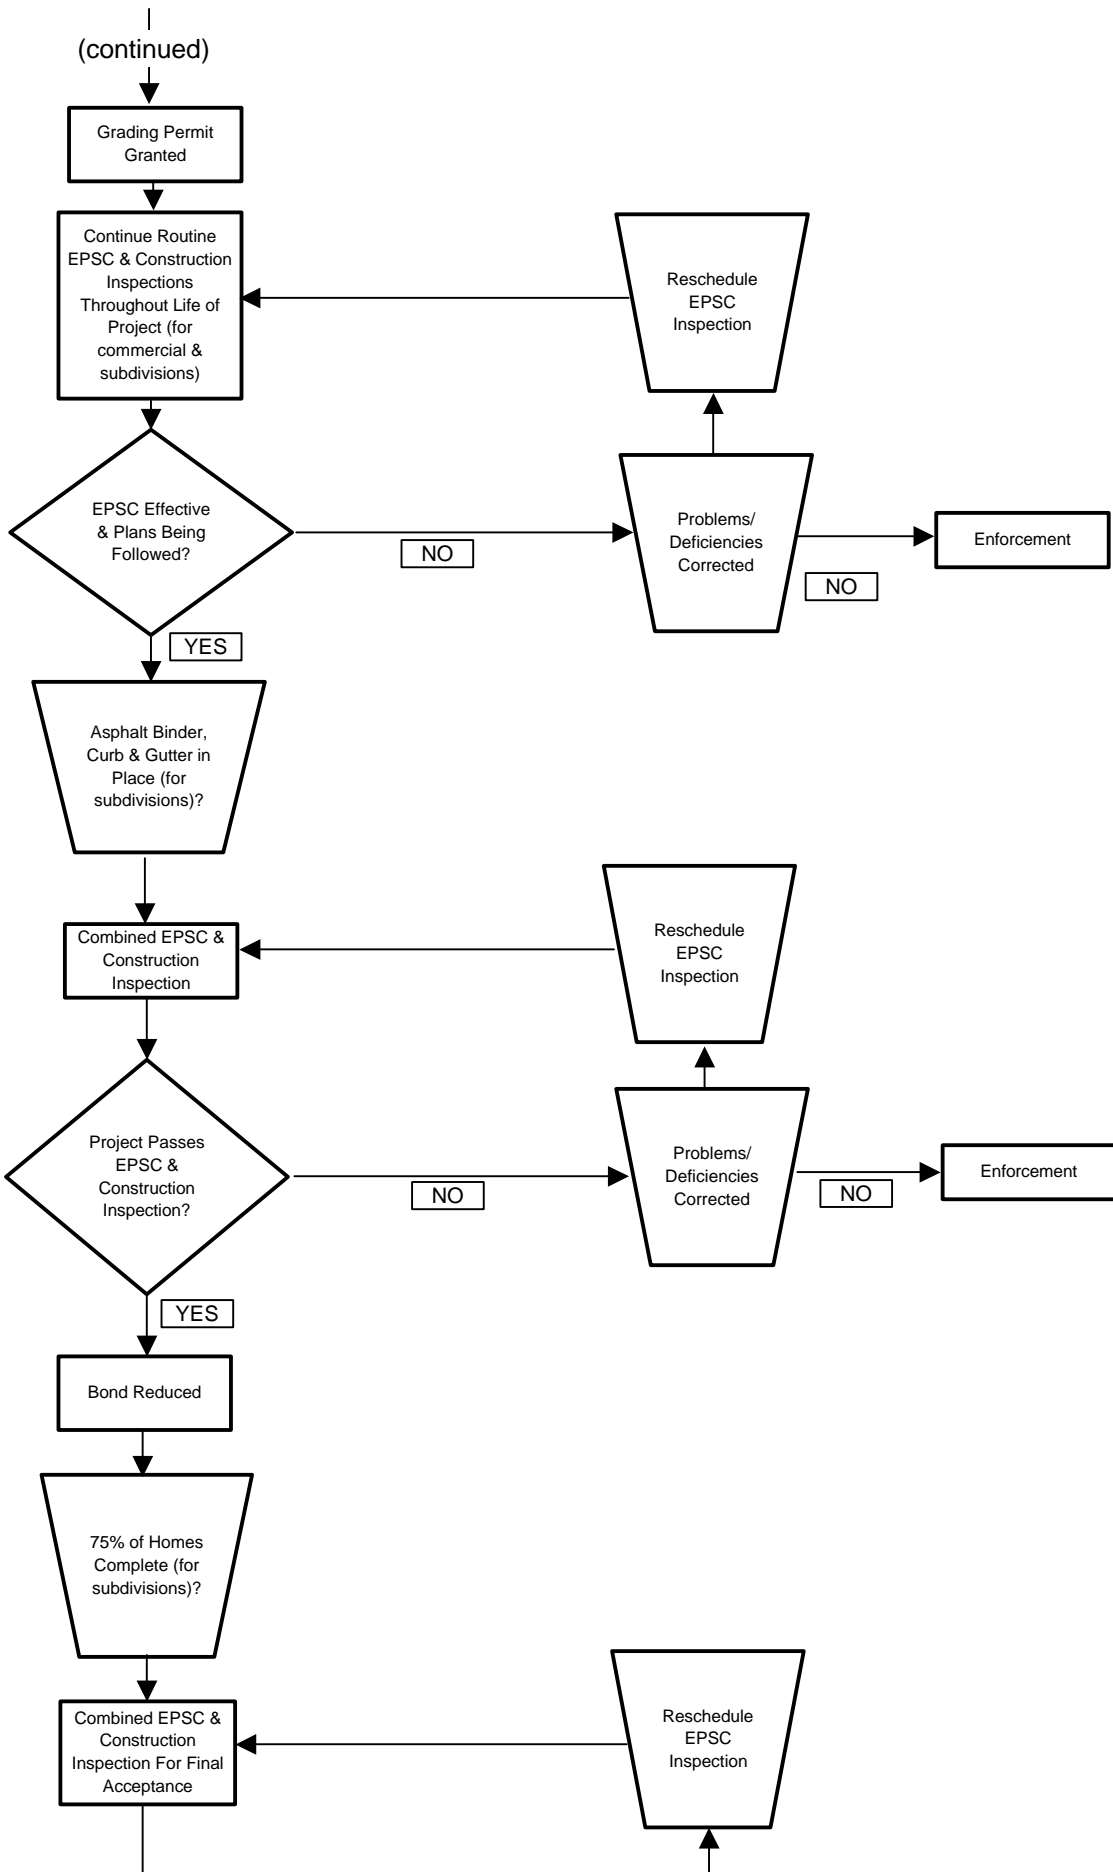 (continued)
Grading Permit
Granted
Continue Routine
EPSC & Construction
Inspections
Throughout Life of
Project (for
commercial &
subdivisions)
Reschedule
EPSC
Inspection
EPSC Effective
& Plans Being
Followed?
NO
Problems/
Deficiencies
Corrected
NO
Enforcement
YES
Asphalt Binder,
Curb & Gutter in
Place (for
subdivisions)?
Combined EPSC &
Construction
Inspection
Reschedule
EPSC
Inspection
Project Passes
EPSC &
Construction
Inspection?
NO
Problems/
Deficiencies
Corrected
NO
Enforcement
YES
Bond Reduced
75% of Homes
Complete (for
subdivisions)?
Combined EPSC &
Construction
Inspection For Final
Acceptance
Reschedule
EPSC
Inspection